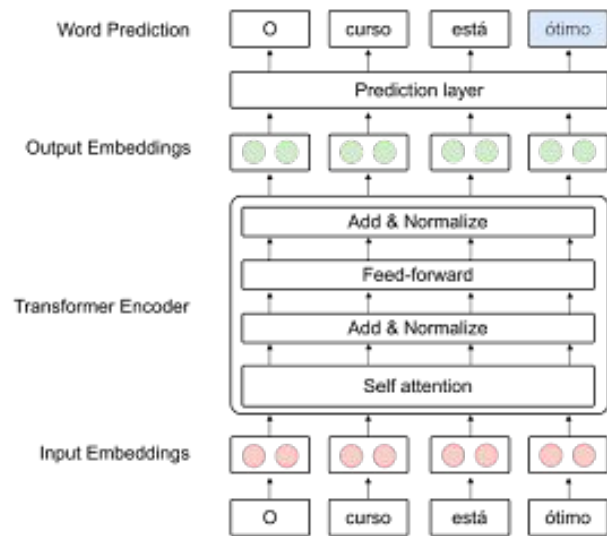 Word Prediction O curso está ótimo
Prediction layer
Output Embeddings
Add & Normalize
Feed-forward
Transformer Encoder
Add & Normalize
Self attention
Input Embeddings
O curso está ótimo